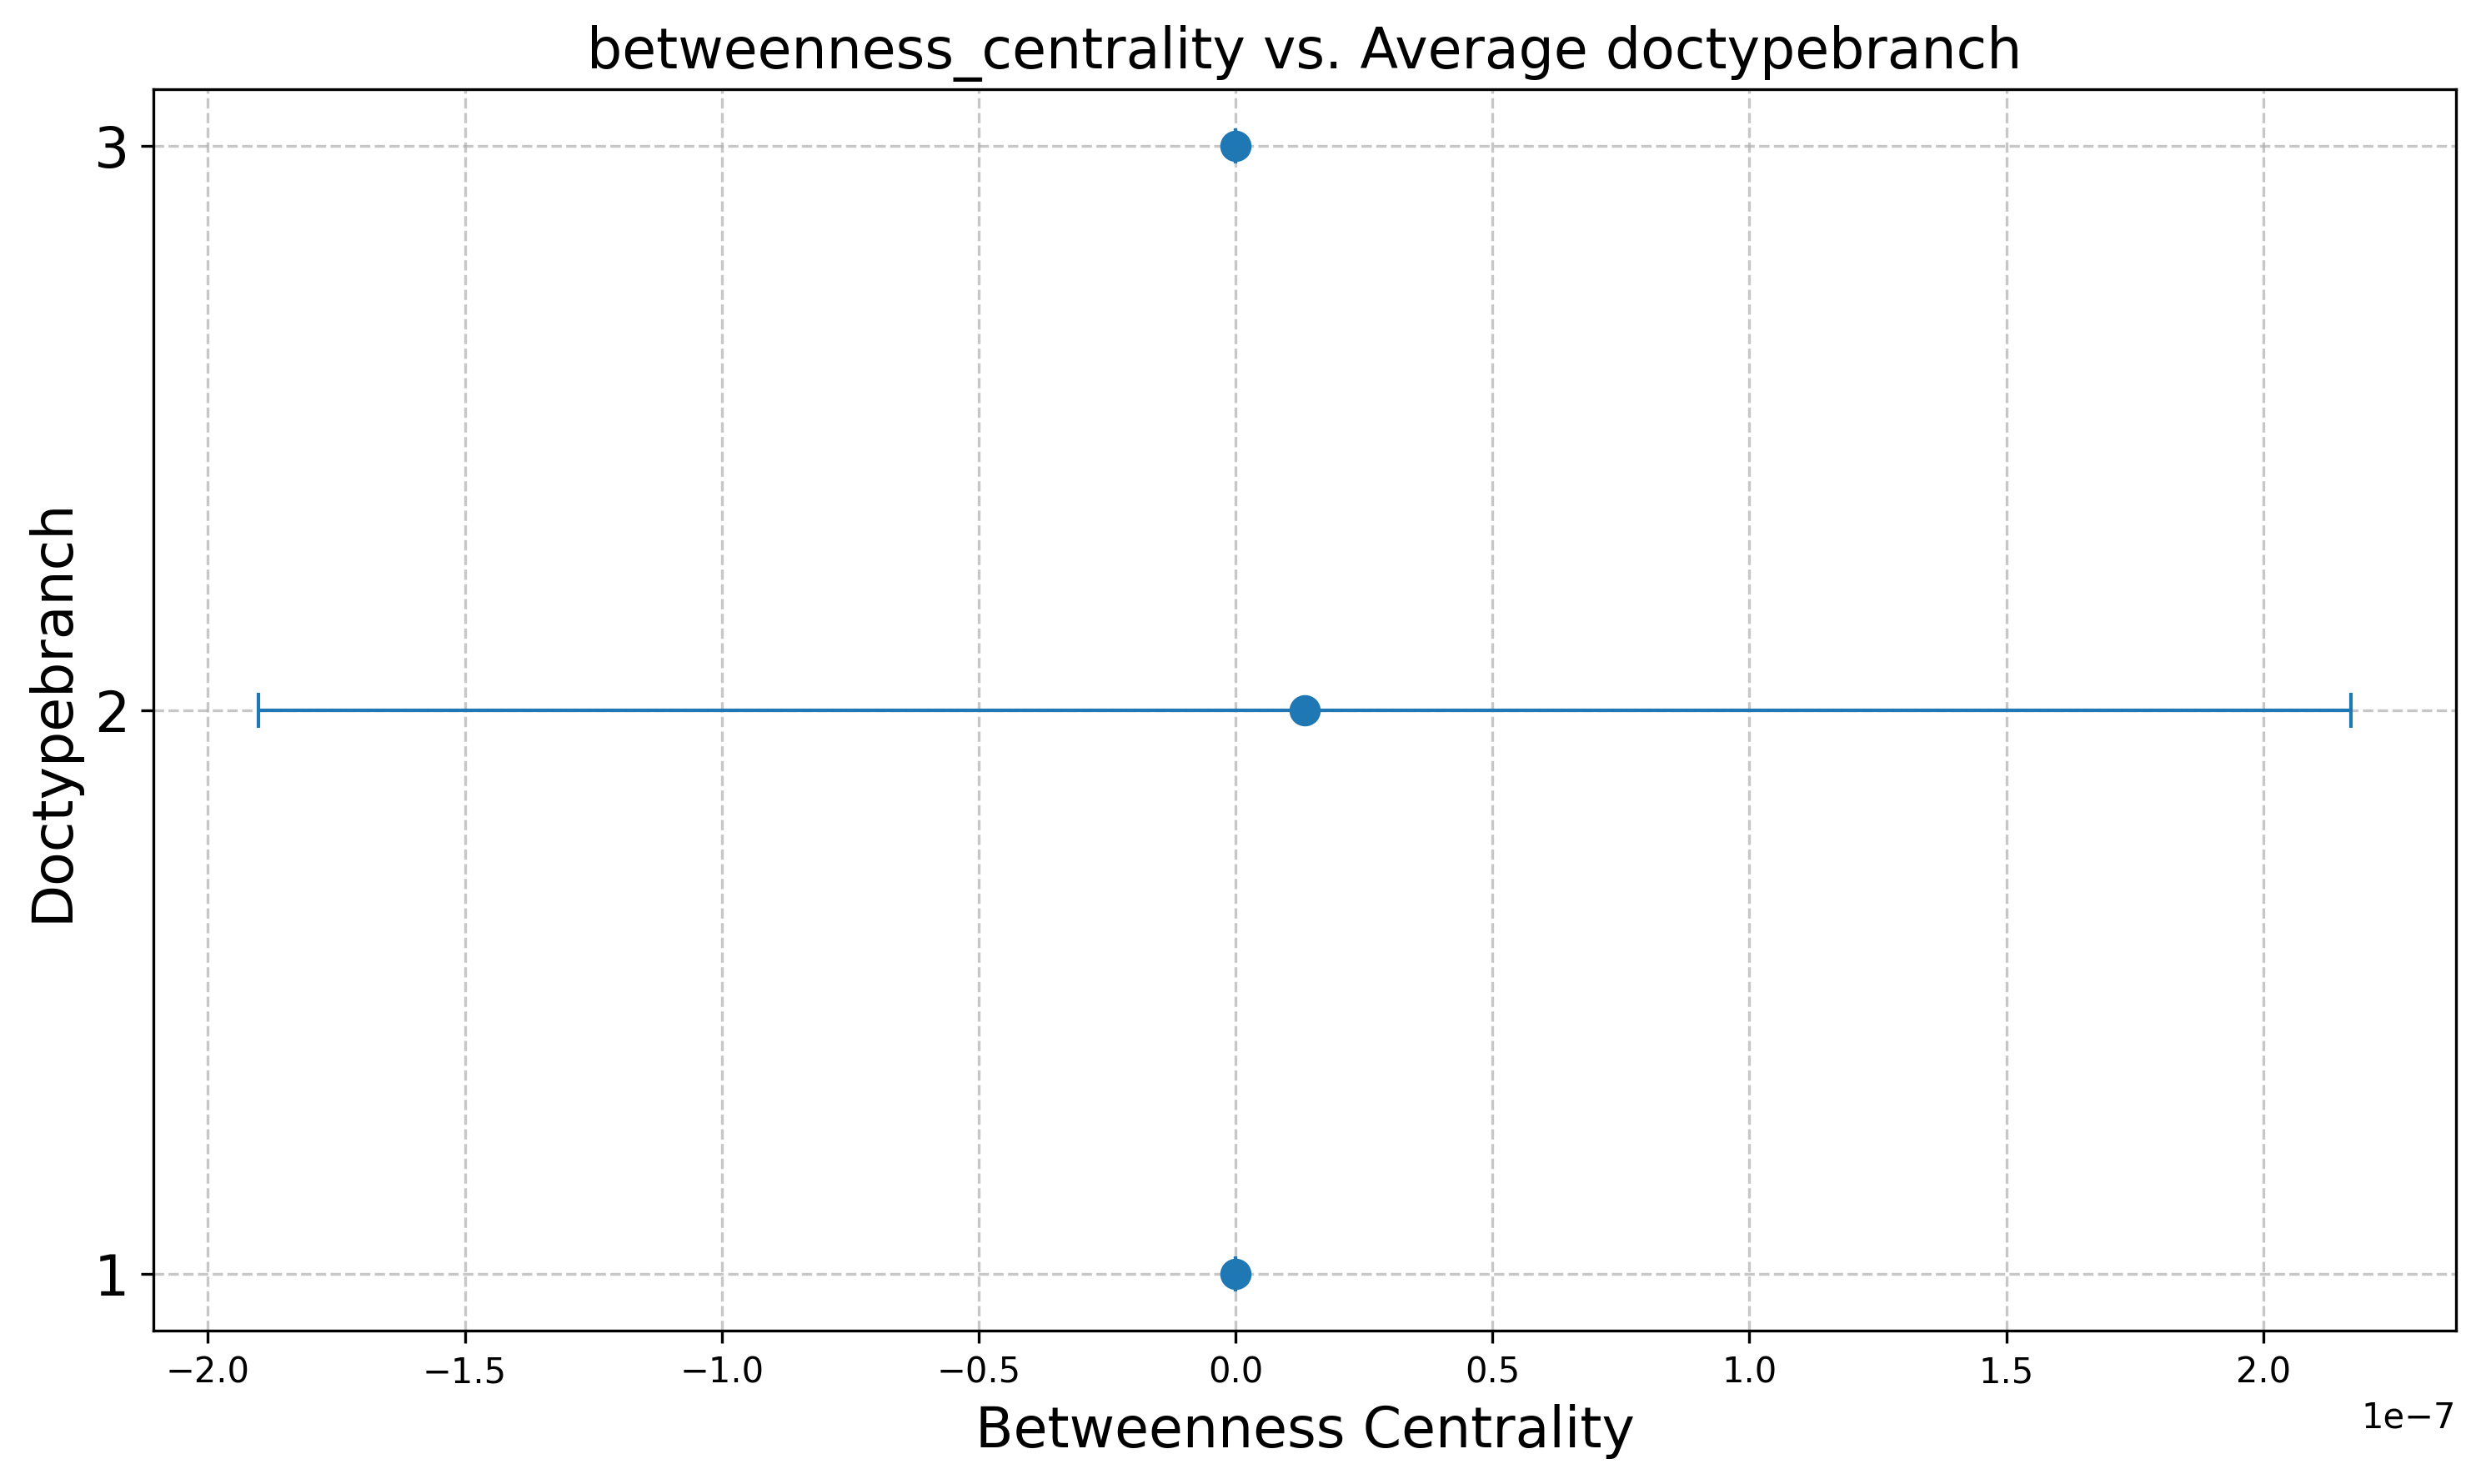 betweenness_centrality vs. Average doctypebranch
3
2
1
Doctypebranch
−2.0 −1.5 −1.0 −0.5 0.0 0.5 1.0 1.5 2.0
1e−7
Betweenness Centrality